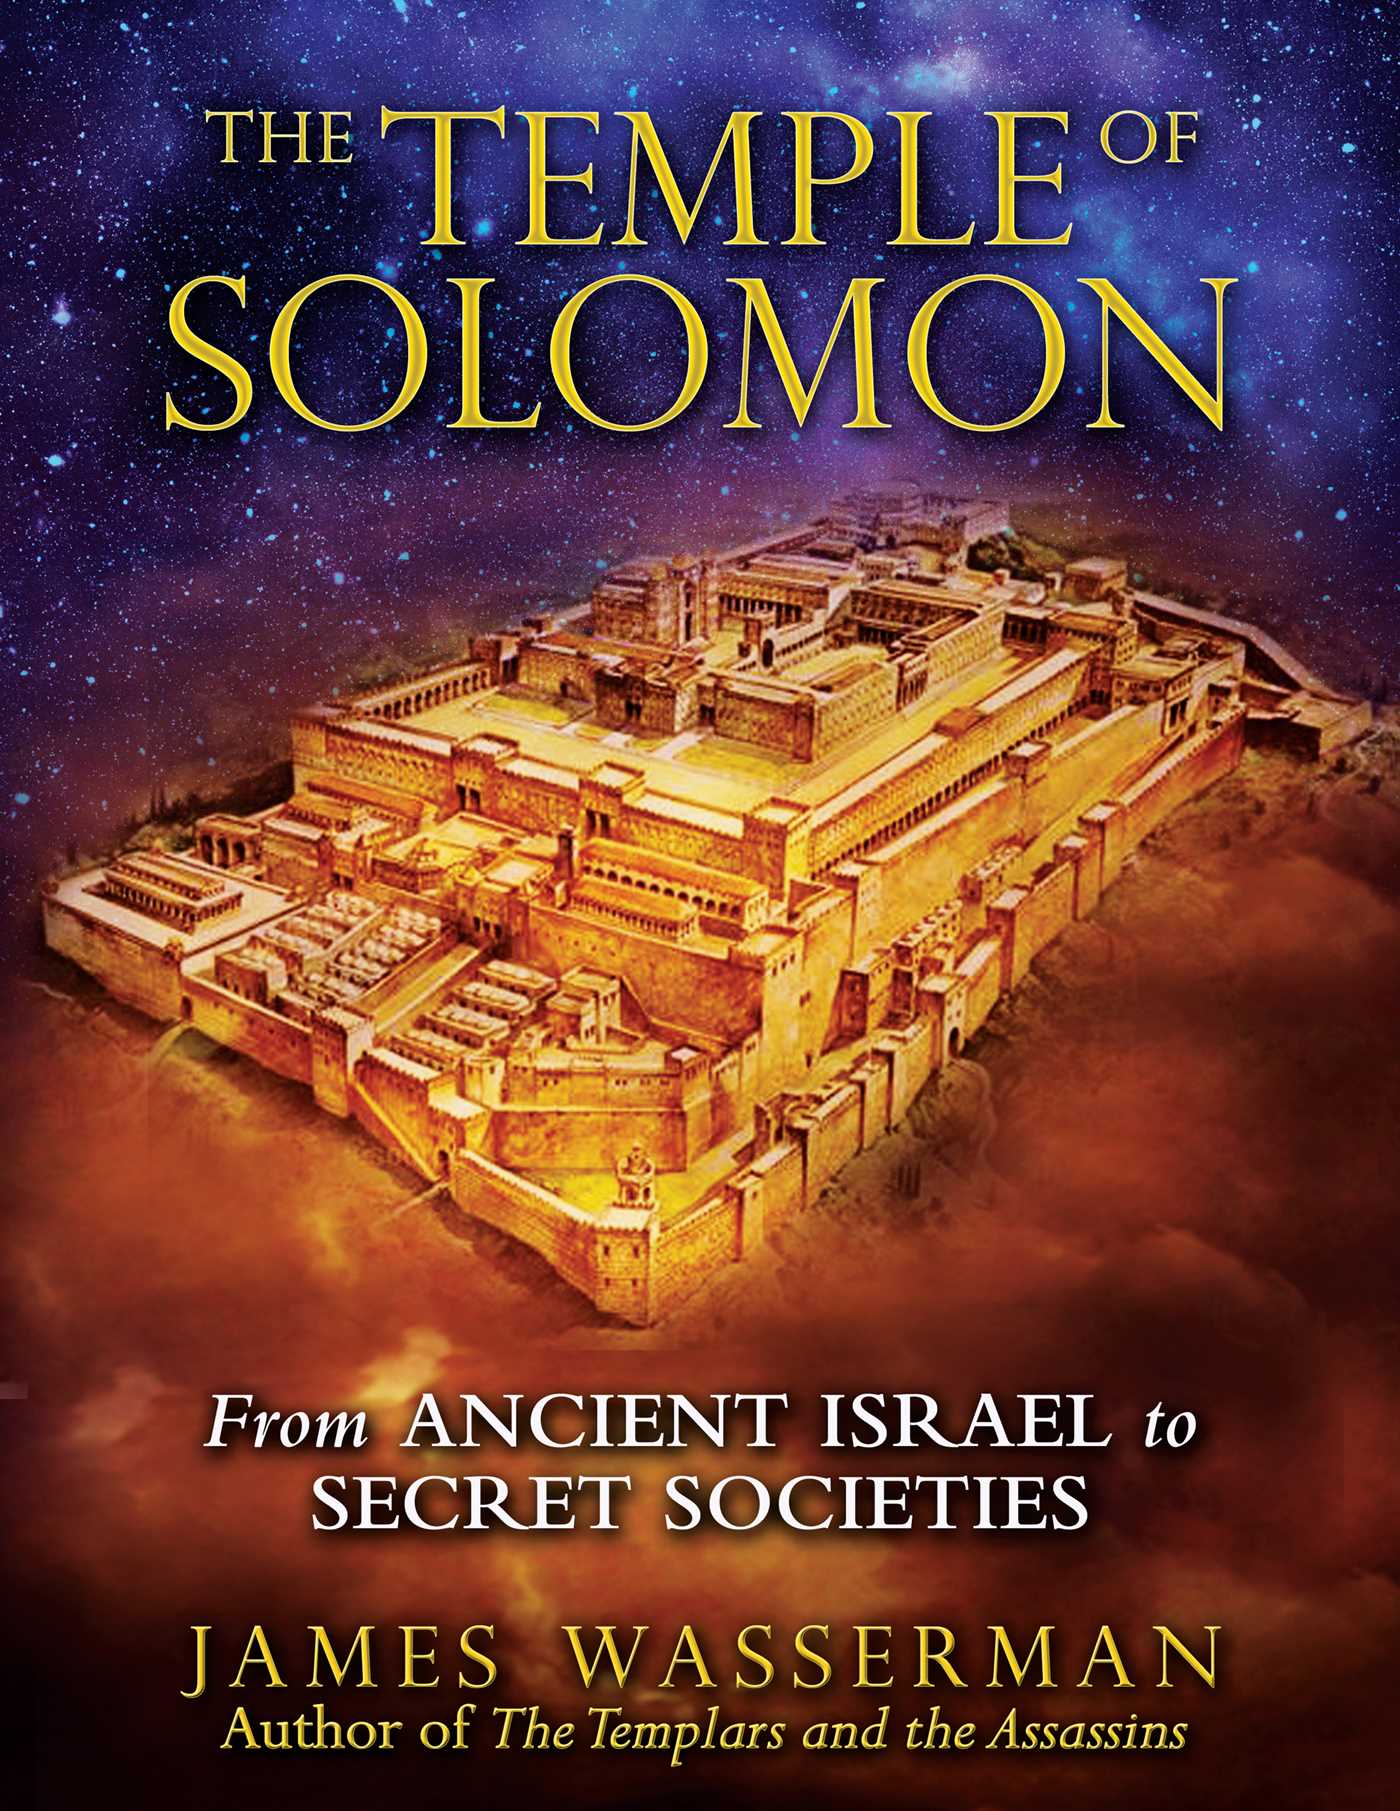 THE TEMPLE OF
SOLOMON
From ANCIENT ISRAEL to
SECRET SOCIETIES
JAMES WASSERMAN
Author of The Templars and the Assassins